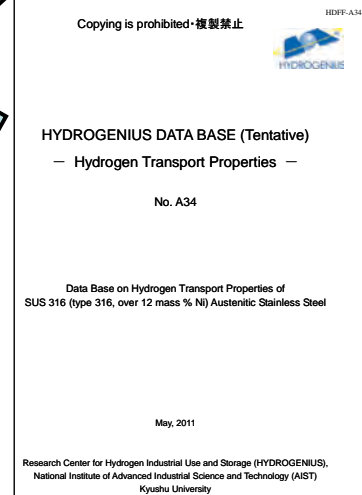 HDFF-A34
Copying is prohibited・複製禁止
HYDROGENIUS
HYDROGENIUS DATA BASE (Tentative)
－ Hydrogen Transport Properties －
No. A34
Data Base on Hydrogen Transport Properties of
SUS 316 (type 316, over 12 mass % Ni) Austenitic Stainless Steel
May, 2011
Research Center for Hydrogen Industrial Use and Storage (HYDROGENIUS),
National Institute of Advanced Industrial Science and Technology (AIST)
Kyushu University